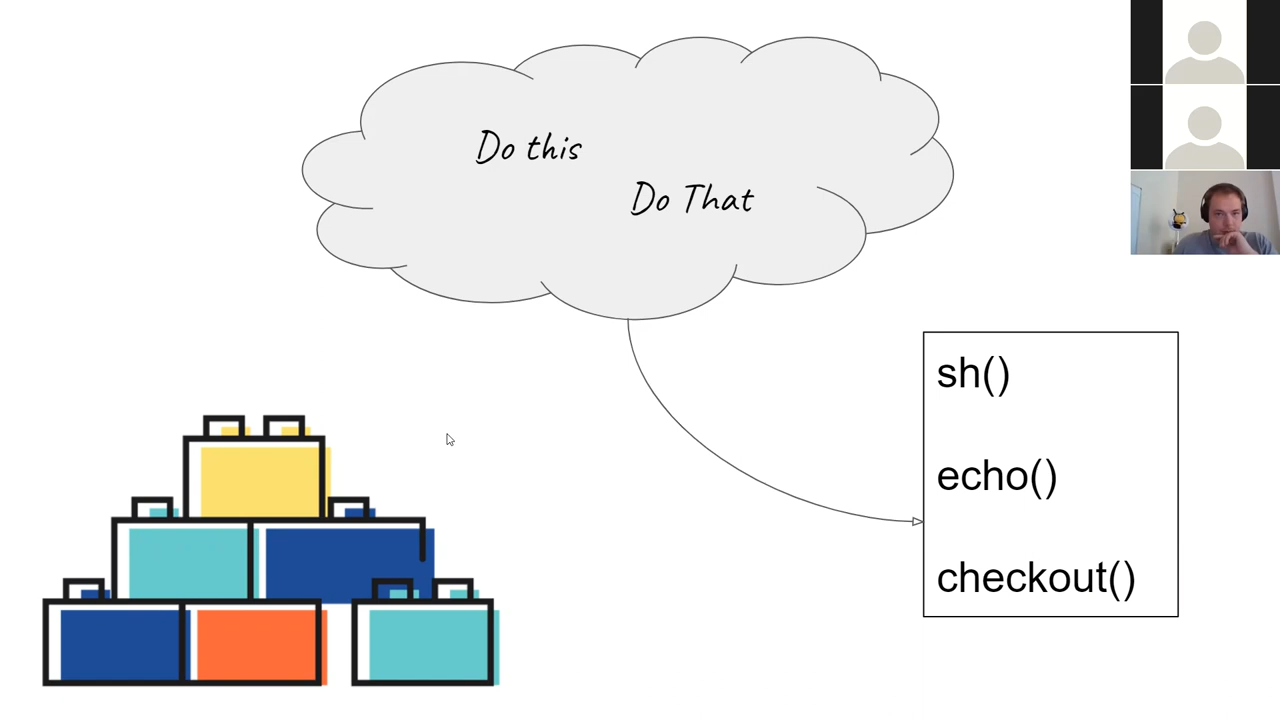 Do this
Do That
sh()
echo()
checkout()